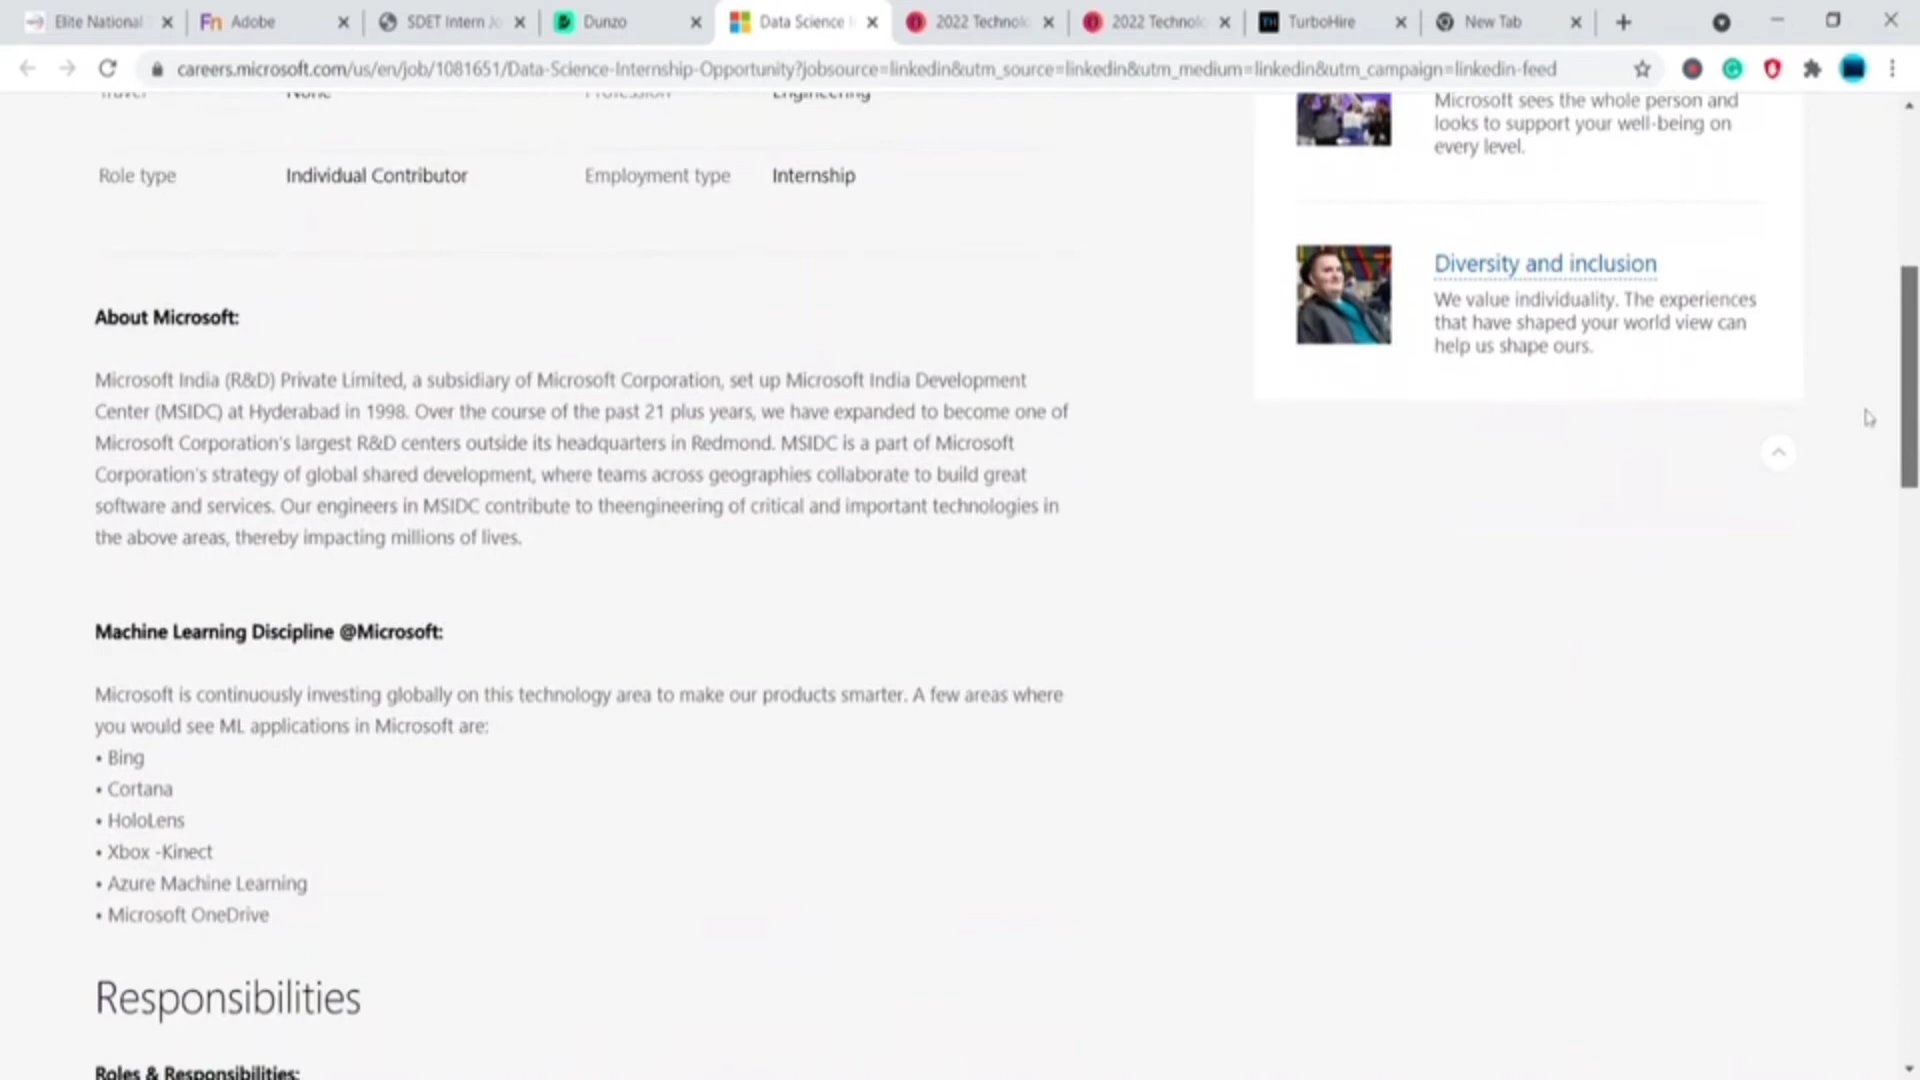 Elite National
Adobe
SDET Intern Jo
Dunzo
Data Science I
2022 Technolo
2022 Technolo
TurboHire
New Tab
careers.microsoft.com/us/en/job/1081651/Data-Science-Internship-Opportunity?jobsource=linkedin&utm_source=linkedin&utm_medium=linkedin&utm_campaign=linkedin-feed
Travel None Profession Engineering
Role type Individual Contributor Employment type Internship
Microsoft sees the whole person and
looks to support your well-being on
every level.
Diversity and inclusion
We value individuality. The experiences
that have shaped your world view can
help us shape ours.
About Microsoft:
Microsoft India (R&D) Private Limited, a subsidiary of Microsoft Corporation, set up Microsoft India Development
Center (MSIDC) at Hyderabad in 1998. Over the course of the past 21 plus years, we have expanded to become one of
Microsoft Corporation's largest R&D centers outside its headquarters in Redmond. MSIDC is a part of Microsoft
Corporation's strategy of global shared development, where teams across geographies collaborate to build great
software and services. Our engineers in MSIDC contribute to theengineering of critical and important technologies in
the above areas, thereby impacting millions of lives.
Machine Learning Discipline @Microsoft:
Microsoft is continuously investing globally on this technology area to make our products smarter. A few areas where
you would see ML applications in Microsoft are:
• Bing
• Cortana
• HoloLens
• Xbox -Kinect
• Azure Machine Learning
• Microsoft OneDrive
Responsibilities
Roles & Responsibilities: